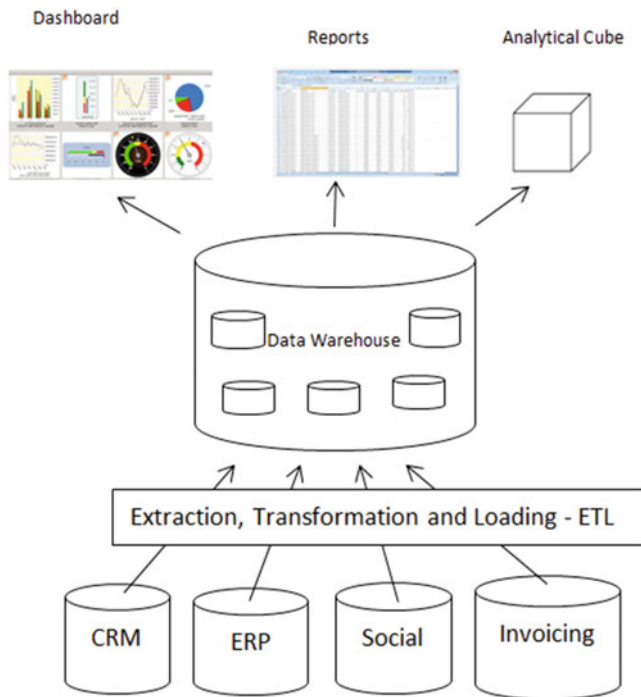 Dashboard
Reports
Analytical Cube
Data Warehouse
Extraction, Transformation and Loading - ETL
CRM
ERP
Social
Invoicing